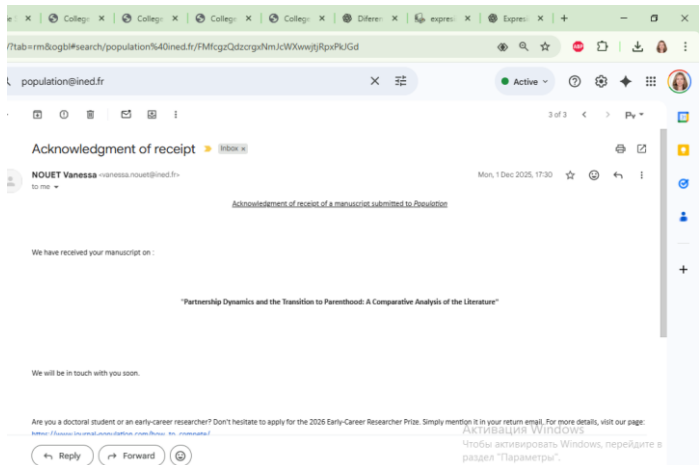 College
College
College
College
Diferen
expresi
Expresi
/?tab=rm&ogbl#search/population%40ined.fr/FMfcgzQdzcrgxNmJcWXwwjtjRpxPkJGd
population@ined.fr
Active
3 of 3
Acknowledgment of receipt
Inbox x
NOUET Vanessa <vanessa.nouet@ined.fr>
Mon, 1 Dec 2025, 17:30
to me
Acknowledgment of receipt of a manuscript submitted to Population
We have received your manuscript on :
"Partnership Dynamics and the Transition to Parenthood: A Comparative Analysis of the Literature"
We will be in touch with you soon.
Are you a doctoral student or an early-career researcher? Don't hesitate to apply for the 2026 Early-Career Researcher Prize. Simply mention it in your return email. For more details, visit our page:
https://www.journal-population.com/how_to_compete/
Активация Windows
Чтобы активировать Windows, перейдите в
раздел "Параметры".
Reply
Forward